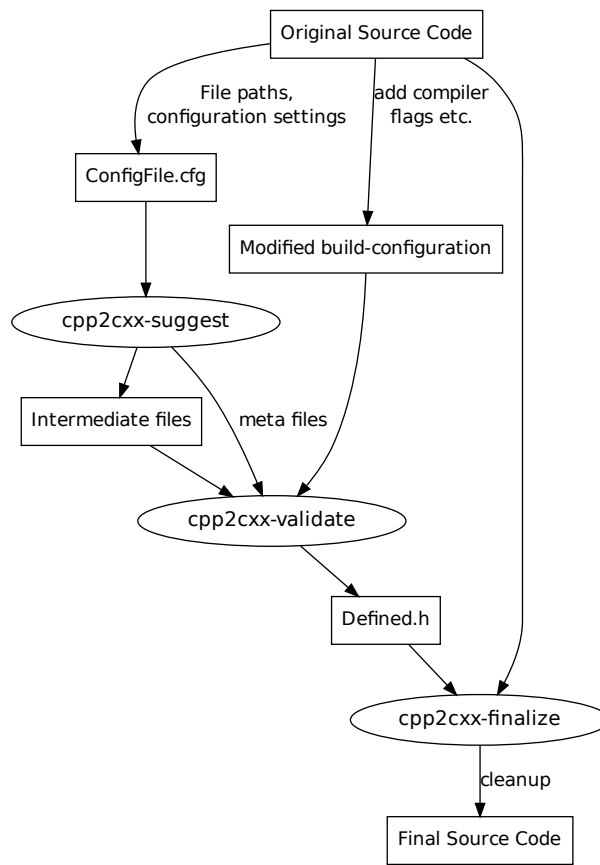 Original Source Code
File paths,
configuration settings
add compiler
flags etc.
ConfigFile.cfg
Modified build-configuration
cpp2cxx-suggest
Intermediate files
meta files
cpp2cxx-validate
Defined.h
cpp2cxx-finalize
cleanup
Final Source Code